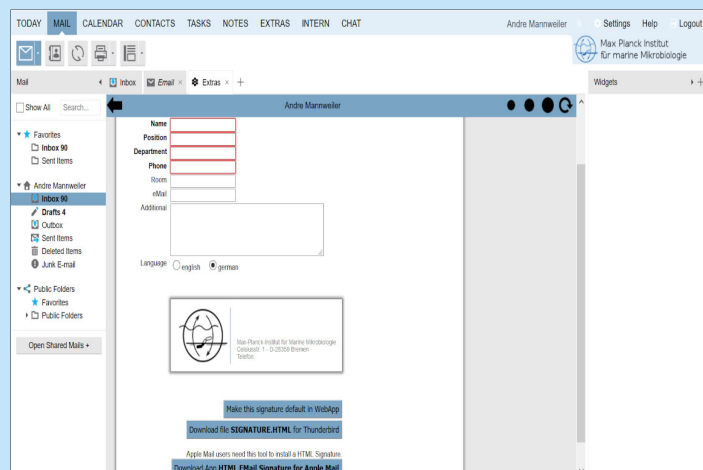 TODAY MAIL CALENDAR CONTACTS TASKS NOTES EXTRAS INTERN CHAT Andre Mannweiler Settings Help Logout
Max Planck Institut
für marine Mikrobiologie
Mail Inbox Email × Extras × + Widgets +
Show All Search... Andre Mannweiler
Name
Position
Department
Phone
Room
eMail
Additional
Language english german
Favorites
Inbox 90
Sent Items
Andre Mannweiler
Inbox 90
Drafts 4
Outbox
Sent Items
Deleted Items
Junk E-mail
Public Folders
Favorites
Public Folders
Open Shared Mails +
Max-Planck-Institut für Marine Mikrobiologie
Celsiusstr. 1 - D-28359 Bremen
Telefon:
Make this signature default in WebApp
Download file SIGNATURE.HTML for Thunderbird
Apple Mail users need this tool to install a HTML Signature.
Download App HTML EMail Signature for Apple Mail